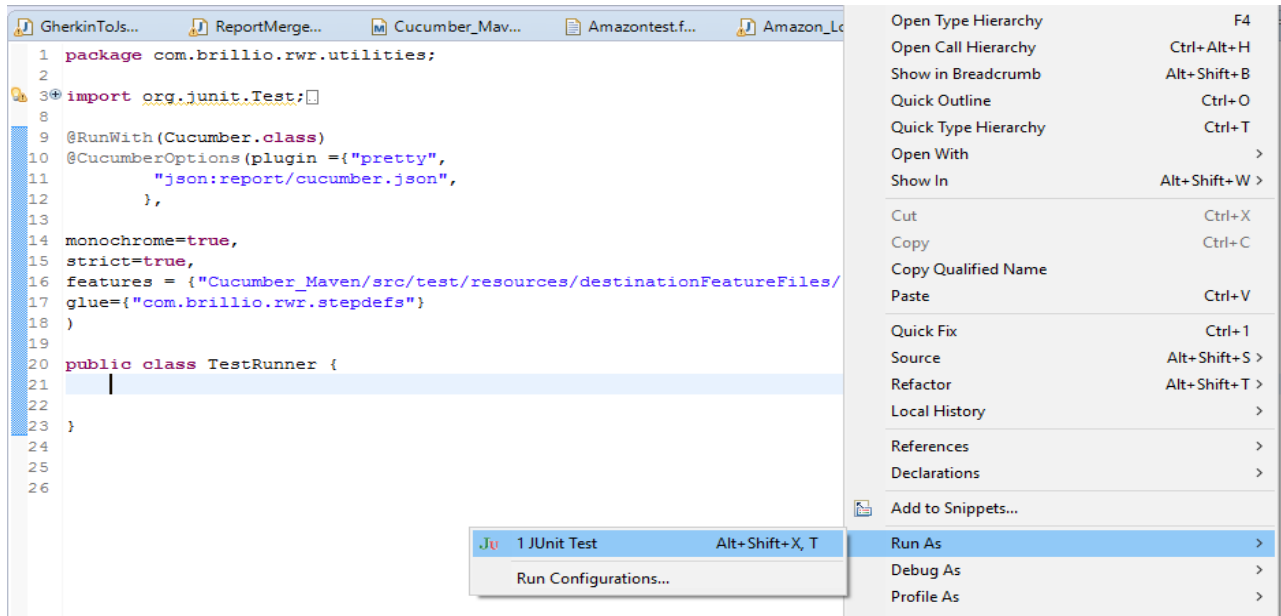 GherkinToJs...
ReportMerge...
Cucumber_Mav...
Amazontest.f...
Amazon_Lo
1 package com.brillio.rwr.utilities;
2
3 import org.junit.Test;
8
9 @RunWith(Cucumber.class)
10 @CucumberOptions(plugin ={"pretty",
11 "json:report/cucumber.json",
12 },
13
14 monochrome=true,
15 strict=true,
16 features = {"Cucumber_Maven/src/test/resources/destinationFeatureFiles/
17 glue={"com.brillio.rwr.stepdefs"}
18 )
19
20 public class TestRunner {
21
22
23 }
24
25
26
Open Type Hierarchy F4
Open Call Hierarchy Ctrl+Alt+H
Show in Breadcrumb Alt+Shift+B
Quick Outline Ctrl+O
Quick Type Hierarchy Ctrl+T
Open With >
Show In Alt+Shift+W >
Cut Ctrl+X
Copy Ctrl+C
Copy Qualified Name
Paste Ctrl+V
Quick Fix Ctrl+1
Source Alt+Shift+S >
Refactor Alt+Shift+T >
Local History >
References >
Declarations >
Add to Snippets...
Run As >
Debug As >
Profile As >
Ju 1 JUnit Test Alt+Shift+X, T
Run Configurations...